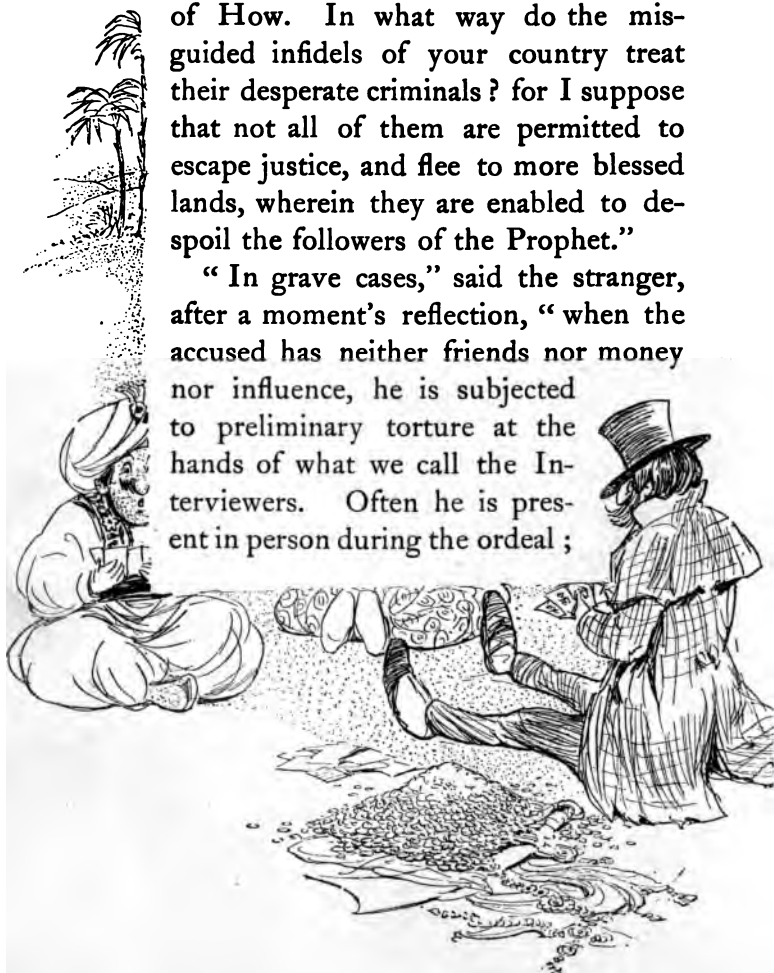 of How. In what way do the mis-
guided infidels of your country treat
their desperate criminals? for I suppose
that not all of them are permitted to
escape justice, and flee to more blessed
lands, wherein they are enabled to de-
spoil the followers of the Prophet.”
“ In grave cases,” said the stranger,
after a moment’s reflection, “ when the
accused has neither friends nor money
nor influence, he is subjected
to preliminary torture at the
hands of what we call the In-
terviewers. Often he is pres-
ent in person during the ordeal ;